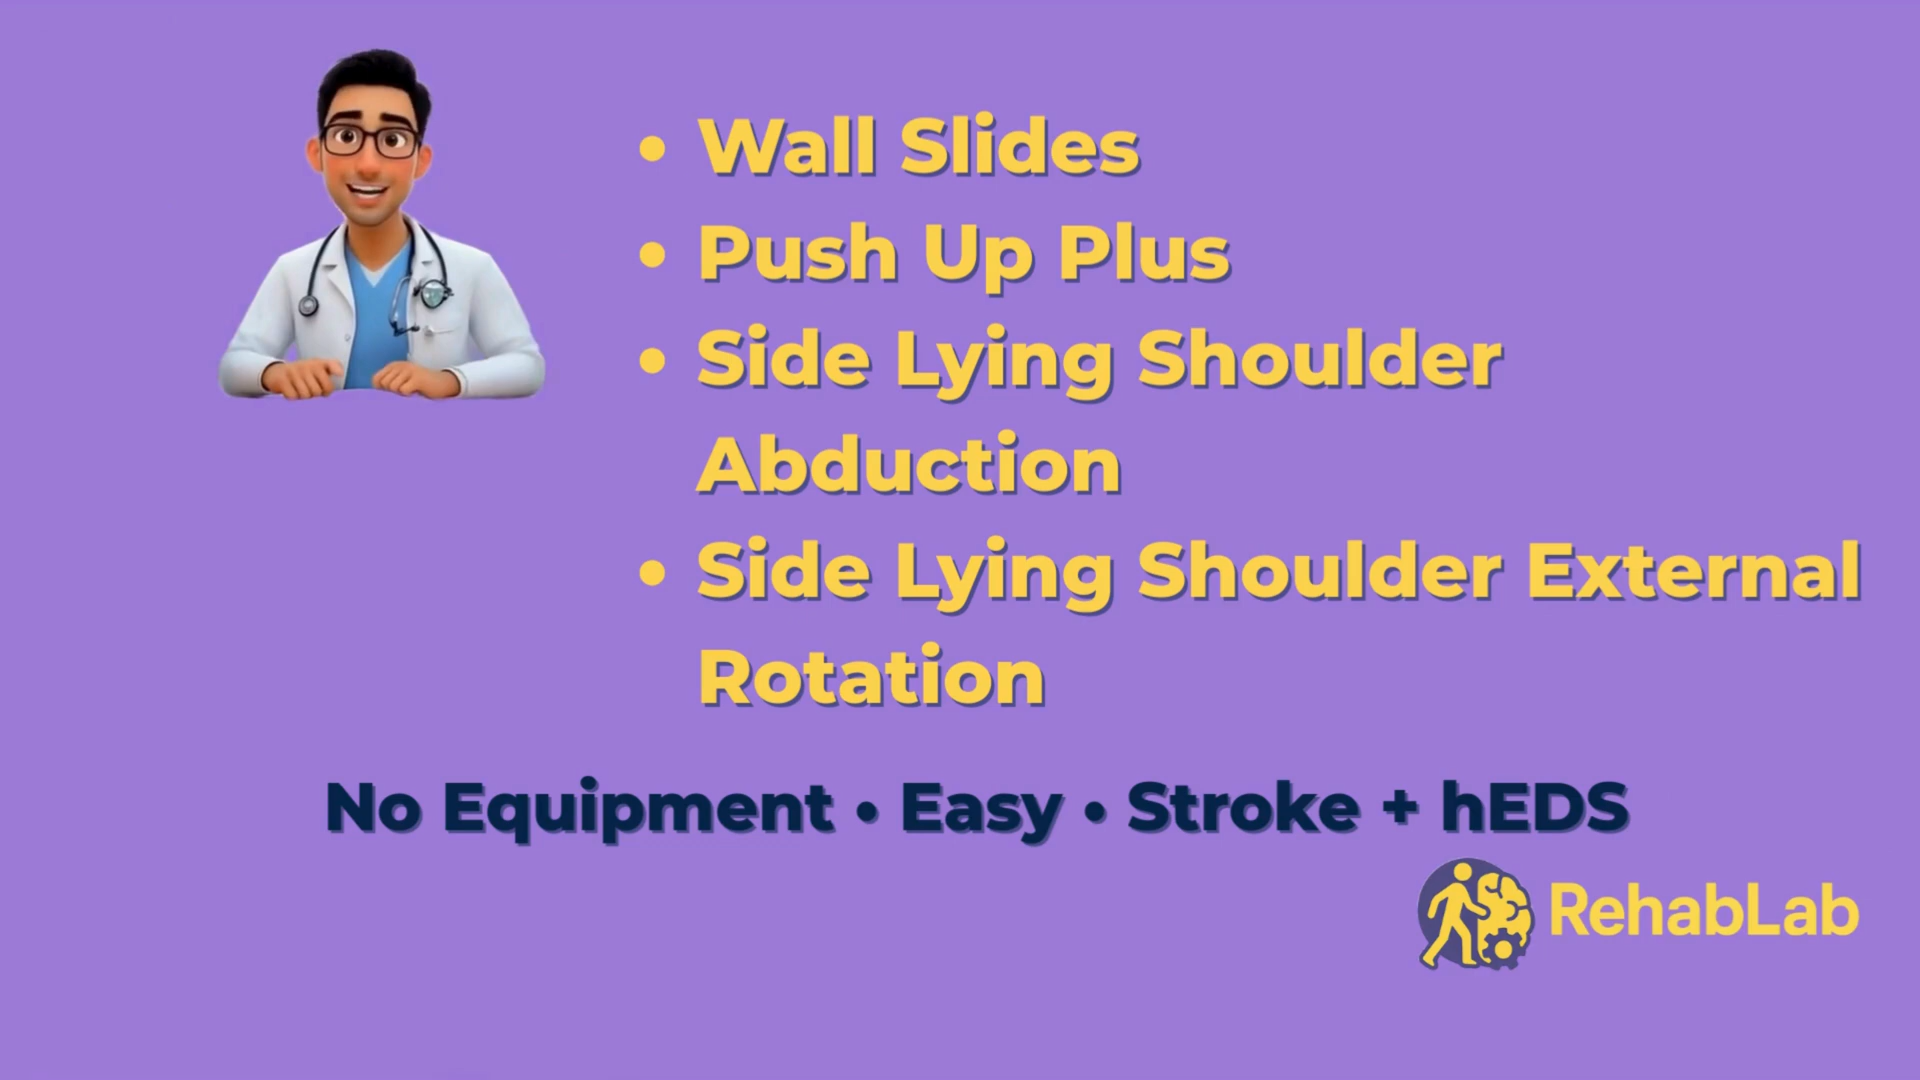 • Wall Slides
• Push Up Plus
• Side Lying Shoulder
Abduction
• Side Lying Shoulder External
Rotation
No Equipment • Easy • Stroke + hEDS
RehabLab